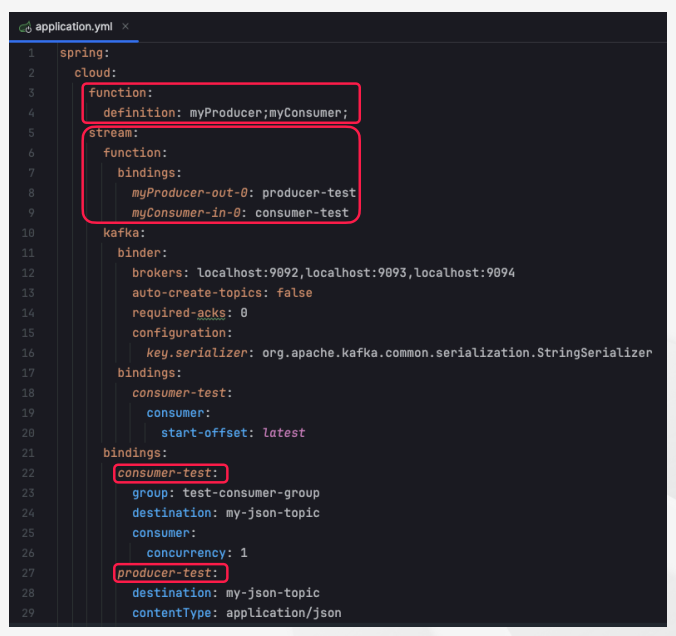 application.yml ×
1 spring:
2   cloud:
3     function:
4       definition: myProducer;myConsumer;
5     stream:
6       function:
7         bindings:
8           myProducer-out-0: producer-test
9           myConsumer-in-0: consumer-test
10       kafka:
11         binder:
12           brokers: localhost:9092,localhost:9093,localhost:9094
13           auto-create-topics: false
14           required-acks: 0
15           configuration:
16             key.serializer: org.apache.kafka.common.serialization.StringSerializer
17         bindings:
18           consumer-test:
19             consumer:
20               start-offset: latest
21       bindings:
22         consumer-test:
23           group: test-consumer-group
24           destination: my-json-topic
25           consumer:
26             concurrency: 1
27         producer-test:
28           destination: my-json-topic
29           contentType: application/json